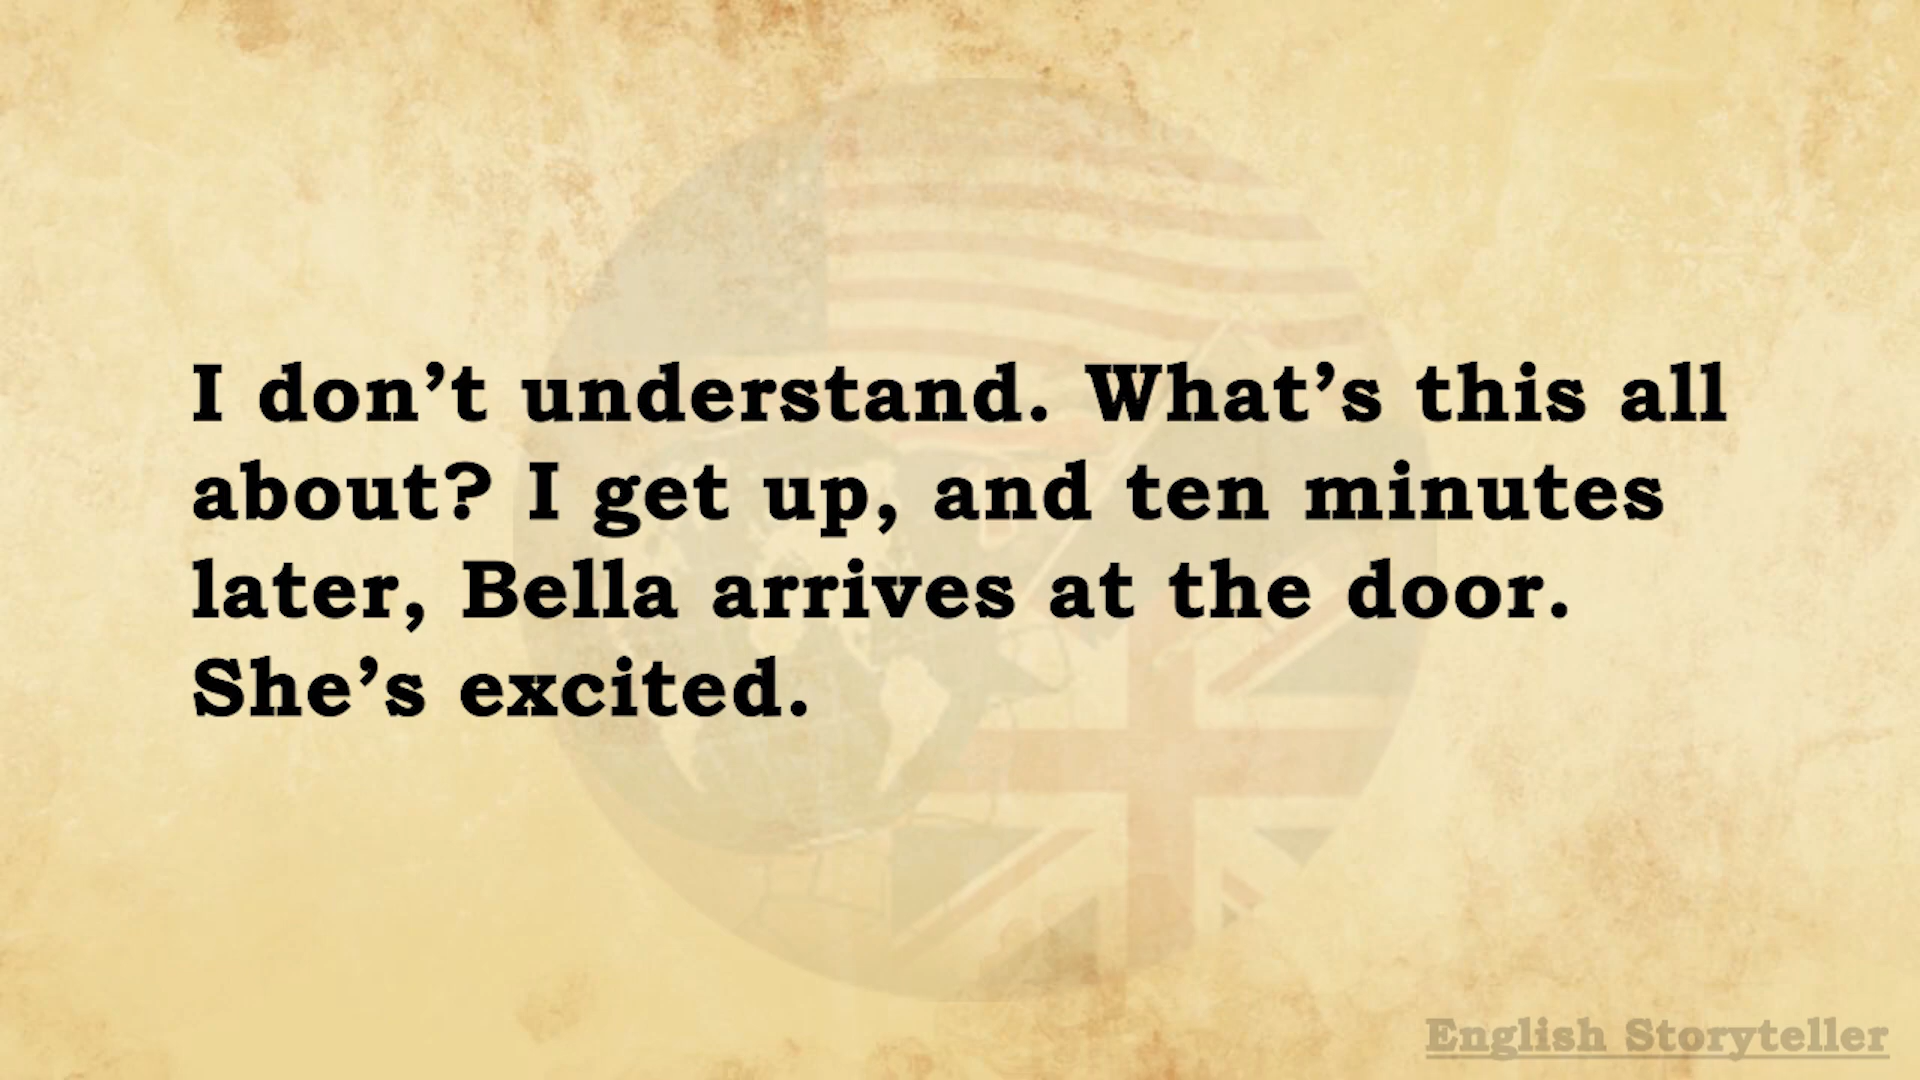 I don’t understand. What’s this all
about? I get up, and ten minutes
later, Bella arrives at the door.
She’s excited.
English Storyteller